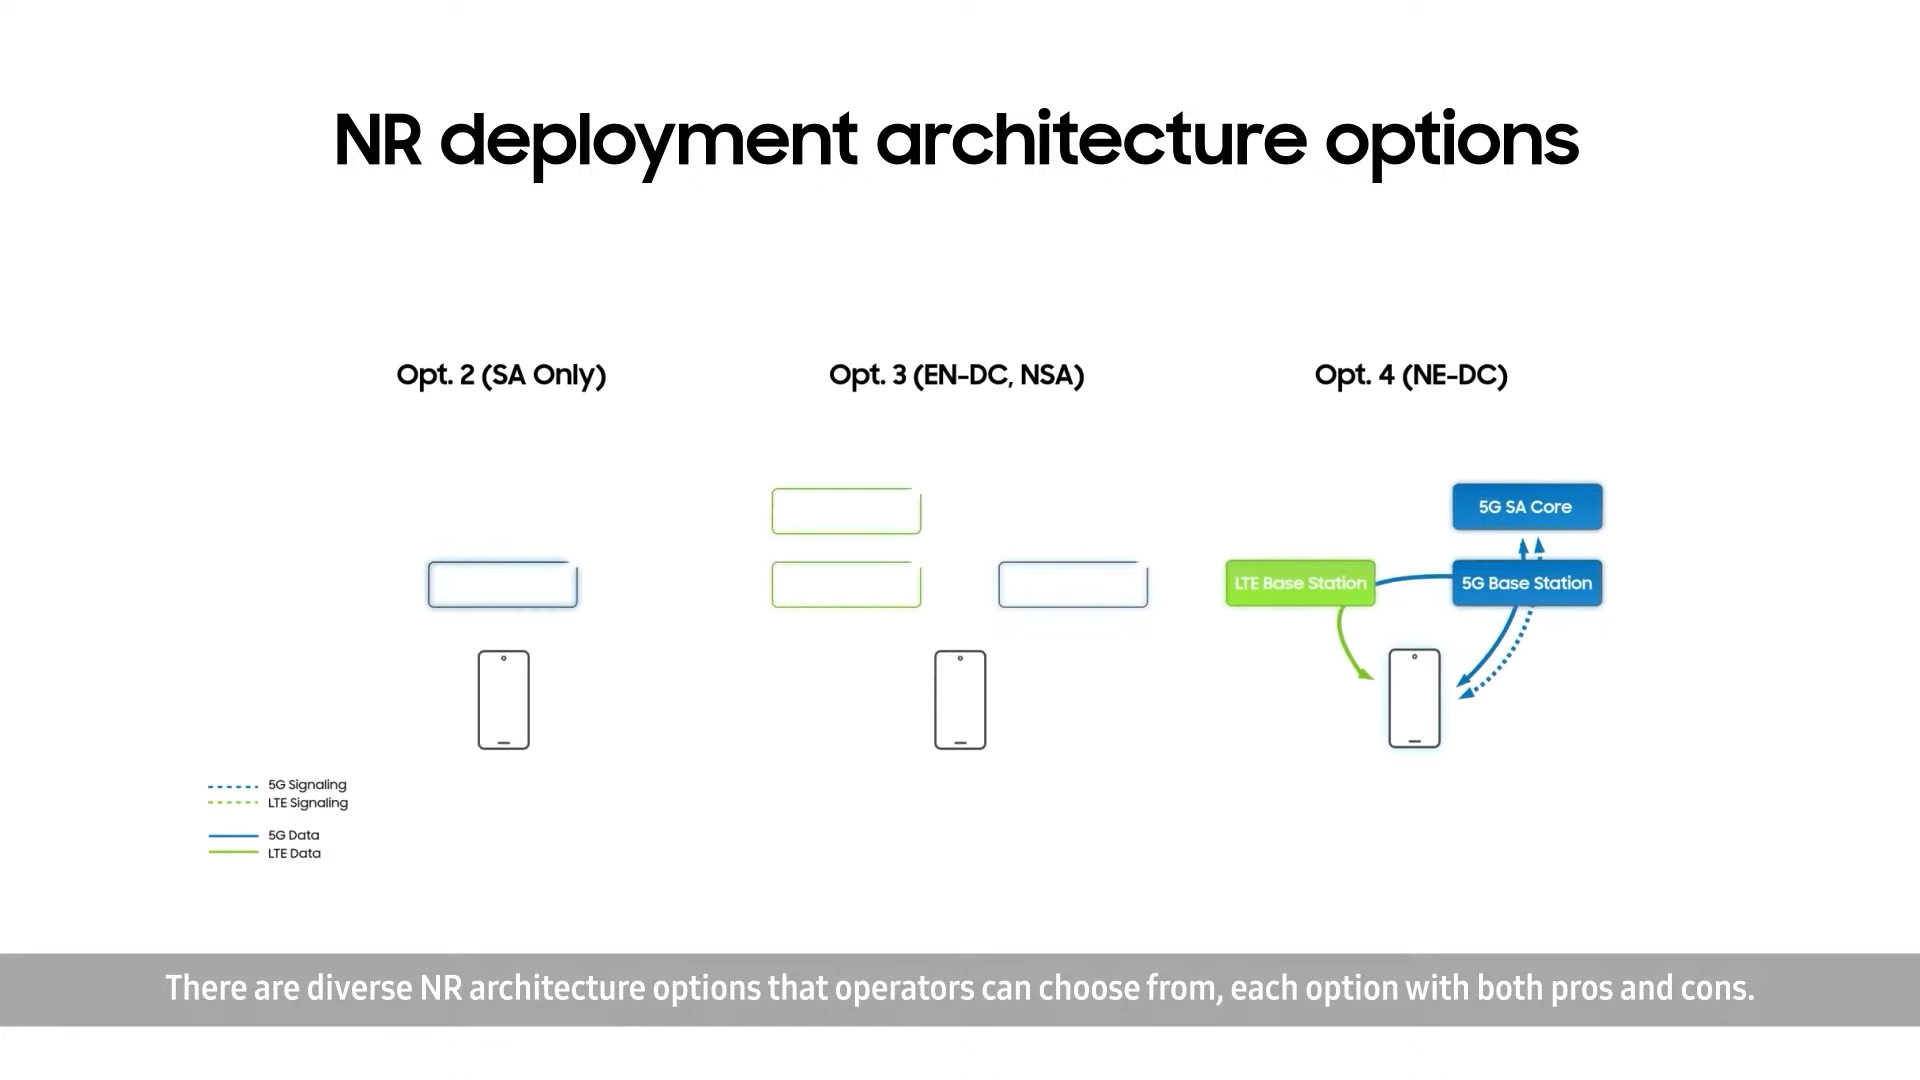 NR deployment architecture options
Opt. 2 (SA Only)
Opt. 3 (EN-DC, NSA)
Opt. 4 (NE-DC)
5G SA Core
LTE Base Station
5G Base Station
5G Signaling
LTE Signaling
5G Data
LTE Data
There are diverse NR architecture options that operators can choose from, each option with both pros and cons.